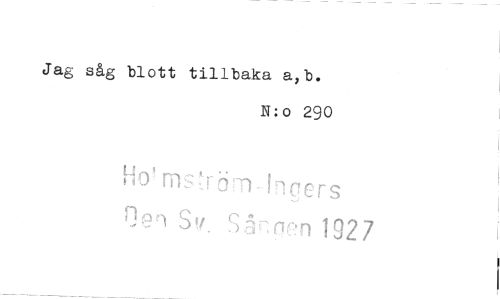 Jag såg blott tillbaka a,b.
N:o 290
Holmström-Ingers
Den Sv. Sången 1927